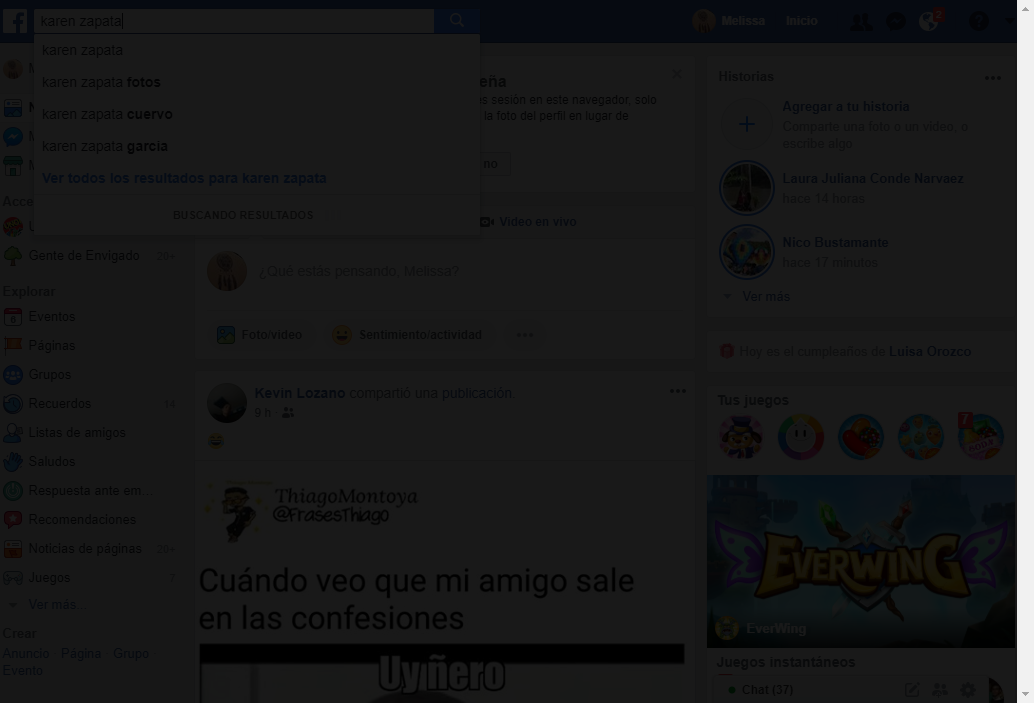 karen zapata
Melissa
Inicio
2
karen zapata
karen zapata fotos
karen zapata cuervo
karen zapata garcia
Ver todos los resultados para karen zapata
BUSCANDO RESULTADOS
eña
sesión en este navegador, solo
la foto del perfil en lugar de
no
Video en vivo
Gente de Envigado 20+
Explorar
Eventos
Páginas
Grupos
Recuerdos 14
Listas de amigos
Saludos
Respuesta ante em...
Recomendaciones
Noticias de páginas 20+
Juegos 7
Ver más...
Crear
Anuncio Página Grupo
Evento
¿Qué estás pensando, Melissa?
Foto/video
Sentimiento/actividad
Kevin Lozano compartió una publicación
9 h
ThiagoMontoya
@FrasesThiago
Cuándo veo que mi amigo sale
en las confesiones
Uy ñero
Historias
Agregar a tu historia
Comparte una foto o un video, o
escribe algo
Laura Juliana Conde Narvaez
hace 14 horas
Nico Bustamante
hace 17 minutos
Ver más
Hoy es el cumpleaños de Luisa Orozco
Tus juegos
EVERWING
EverWing
Juegos instantáneos
Chat (37)